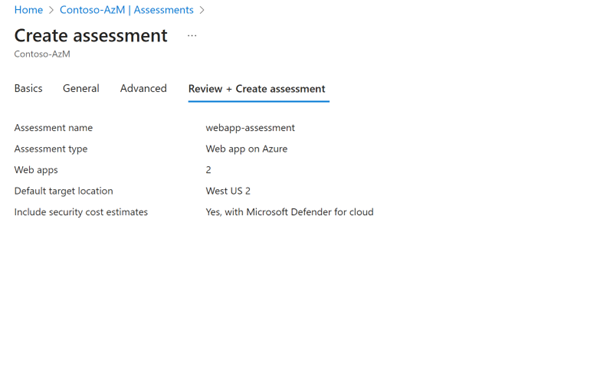 Home > Contoso-AzM | Assessments >
Create assessment ...
Contoso-AzM
Basics General Advanced Review + Create assessment
Assessment name webapp-assessment
Assessment type Web app on Azure
Web apps 2
Default target location West US 2
Include security cost estimates Yes, with Microsoft Defender for cloud